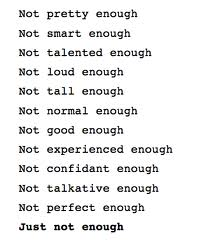 Not pretty enough
Not smart enough
Not talented enough
Not loud enough
Not tall enough
Not normal enough
Not good enough
Not experienced enough
Not confidant enough
Not talkative enough
Not perfect enough
Just not enough